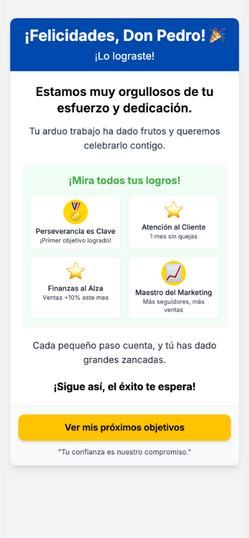 ¡Felicidades, Don Pedro! 🎉
¡Lo lograste!
Estamos muy orgullosos de tu
esfuerzo y dedicación.
Tu arduo trabajo ha dado frutos y queremos
celebrarlo contigo.
¡Mira todos tus logros!
Perseverancia es Clave
¡Primer objetivo logrado!
Atención al Cliente
1 mes sin quejas
Finanzas al Alza
Ventas +10% este mes
Maestro del Marketing
Más seguidores, más
ventas
Cada pequeño paso cuenta, y tú has dado
grandes zancadas.
¡Sigue así, el éxito te espera!
Ver mis próximos objetivos
"Tu confianza es nuestro compromiso."